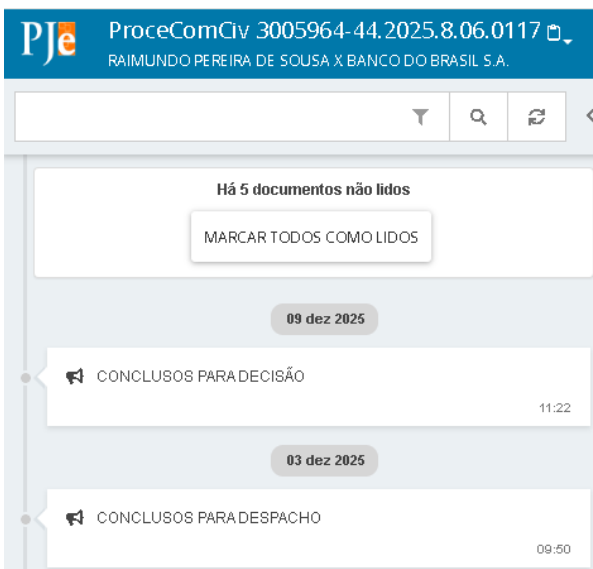 PJe
ProceComCiv 3005964-44.2025.8.06.0117
RAIMUNDO PEREIRA DE SOUSA X BANCO DO BRASIL S.A.
Há 5 documentos não lidos
MARCAR TODOS COMO LIDOS
09 dez 2025
CONCLUSOS PARA DECISÃO
11:22
03 dez 2025
CONCLUSOS PARA DESPACHO
09:50